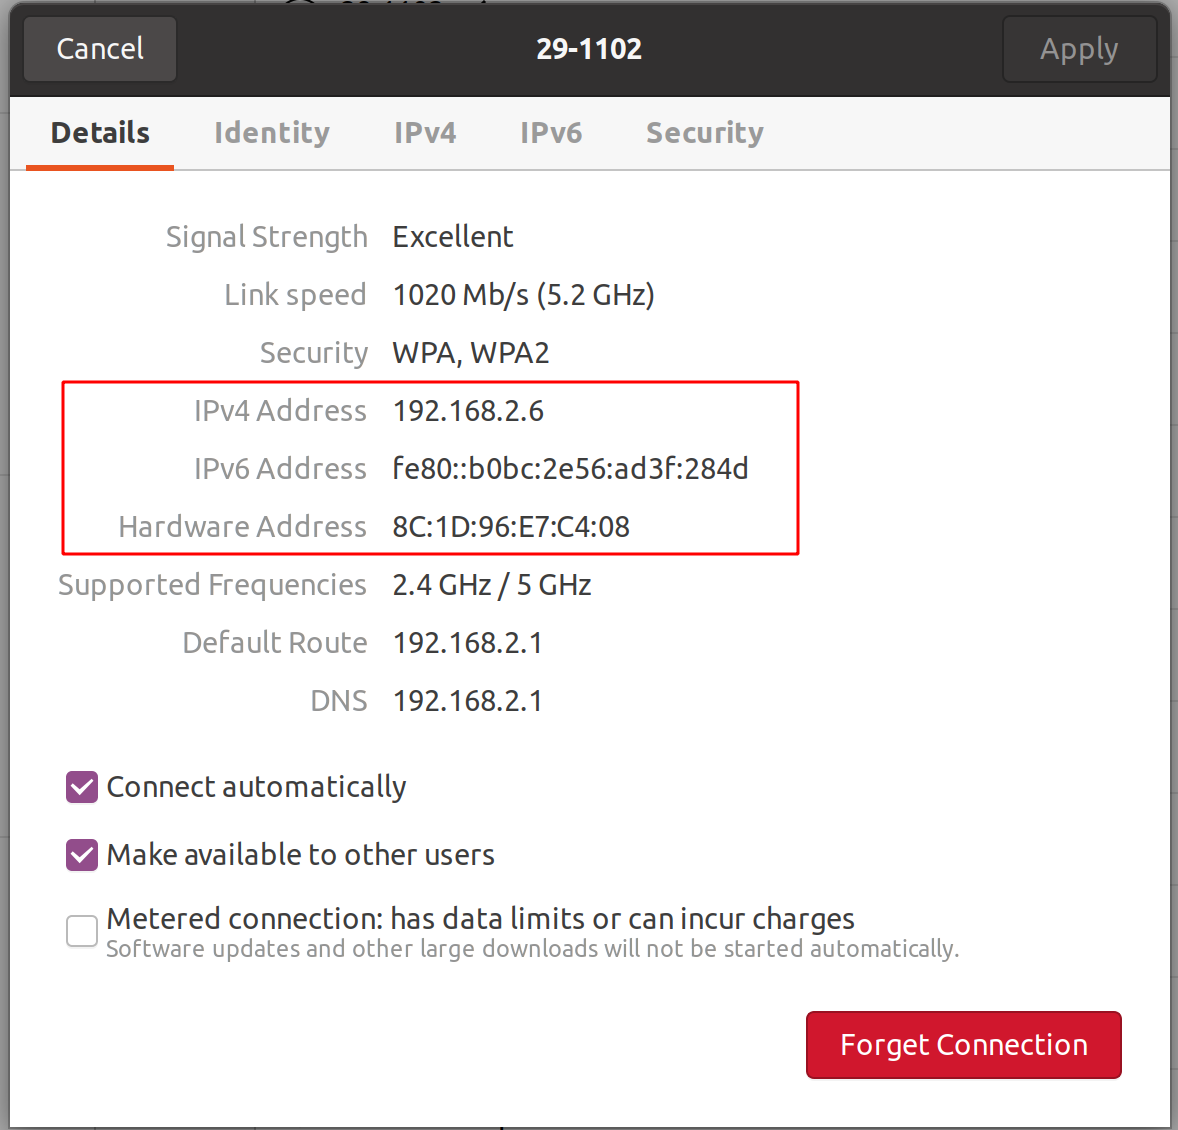 Cancel 29-1102 Apply
Details Identity IPv4 IPv6 Security
Signal Strength Excellent
Link speed 1020 Mb/s (5.2 GHz)
Security WPA, WPA2
IPv4 Address 192.168.2.6
IPv6 Address fe80::b0bc:2e56:ad3f:284d
Hardware Address 8C:1D:96:E7:C4:08
Supported Frequencies 2.4 GHz / 5 GHz
Default Route 192.168.2.1
DNS 192.168.2.1
Connect automatically
Make available to other users
Metered connection: has data limits or can incur charges
Software updates and other large downloads will not be started automatically.
Forget Connection